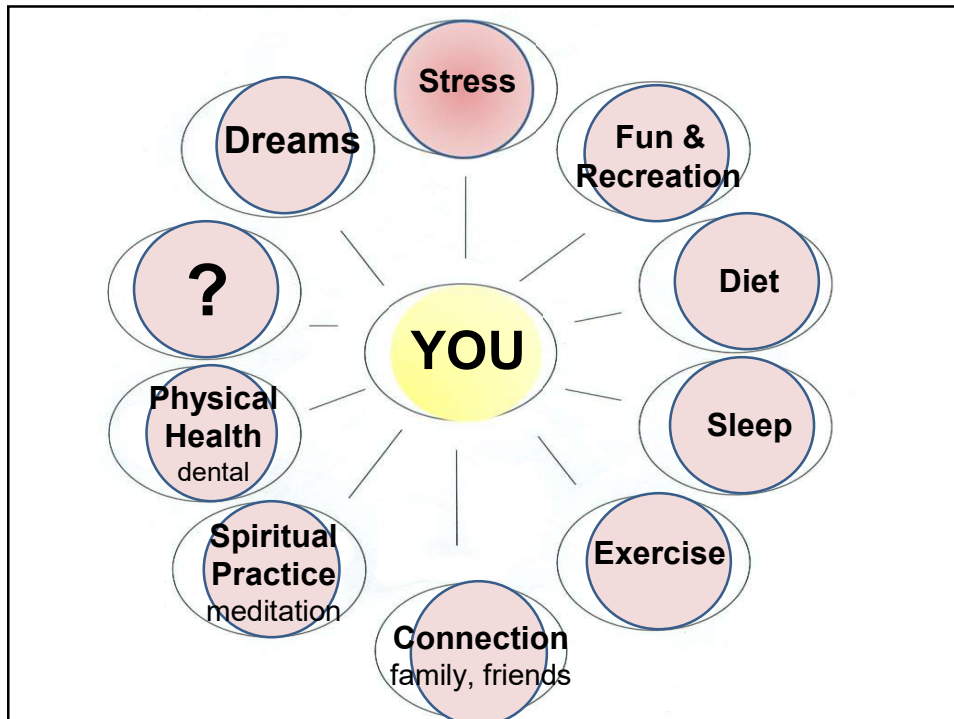 Stress
Fun &
Recreation
Diet
Sleep
Exercise
Connection
family, friends
Spiritual
Practice
meditation
Physical
Health
dental
?
Dreams
YOU